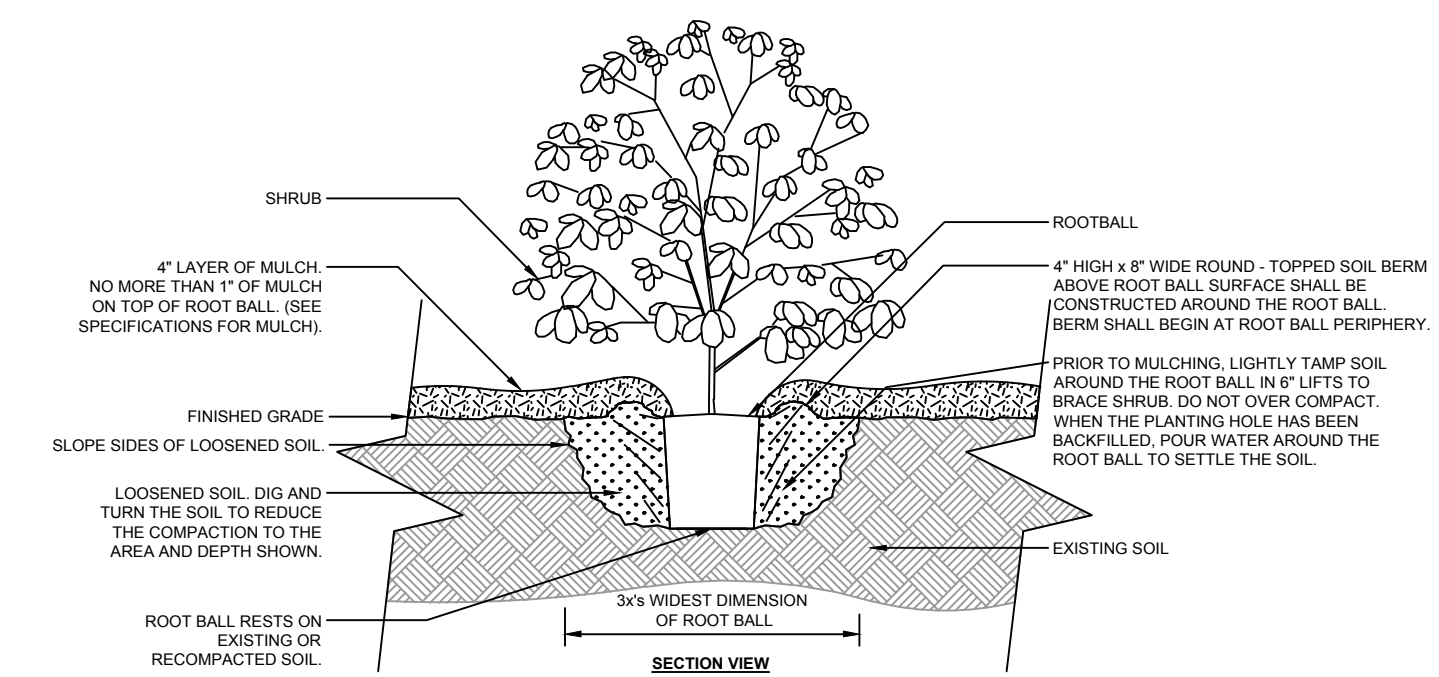 SHRUB
4" LAYER OF MULCH.
NO MORE THAN 1" OF MULCH
ON TOP OF ROOT BALL. (SEE
SPECIFICATIONS FOR MULCH).
FINISHED GRADE
SLOPE SIDES OF LOOSENED SOIL.
LOOSENED SOIL. DIG AND
TURN THE SOIL TO REDUCE
THE COMPACTION TO THE
AREA AND DEPTH SHOWN.
ROOT BALL RESTS ON
EXISTING OR
RECOMPACTED SOIL.
ROOTBALL
4" HIGH x 8" WIDE ROUND - TOPPED SOIL BERM
ABOVE ROOT BALL SURFACE SHALL BE
CONSTRUCTED AROUND THE ROOT BALL.
BERM SHALL BEGIN AT ROOT BALL PERIPHERY.
PRIOR TO MULCHING, LIGHTLY TAMP SOIL
AROUND THE ROOT BALL IN 6" LIFTS TO
BRACE SHRUB. DO NOT OVER COMPACT.
WHEN THE PLANTING HOLE HAS BEEN
BACKFILLED, POUR WATER AROUND THE
ROOT BALL TO SETTLE THE SOIL.
EXISTING SOIL
3x's WIDEST DIMENSION
OF ROOT BALL
SECTION VIEW